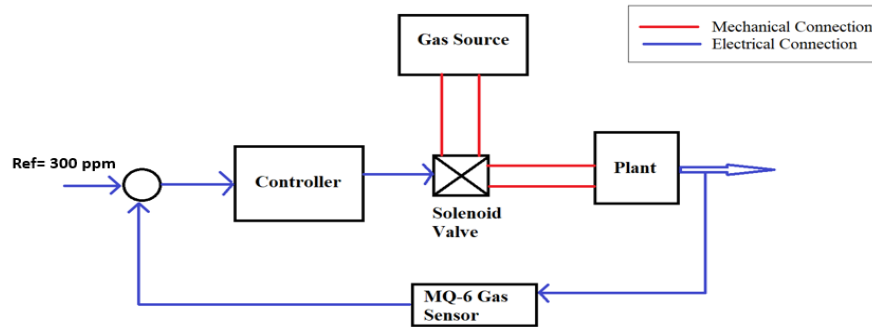 Gas Source
Mechanical Connection
Electrical Connection
Ref= 300 ppm
Controller
Plant
Solenoid
Valve
MQ-6 Gas
Sensor